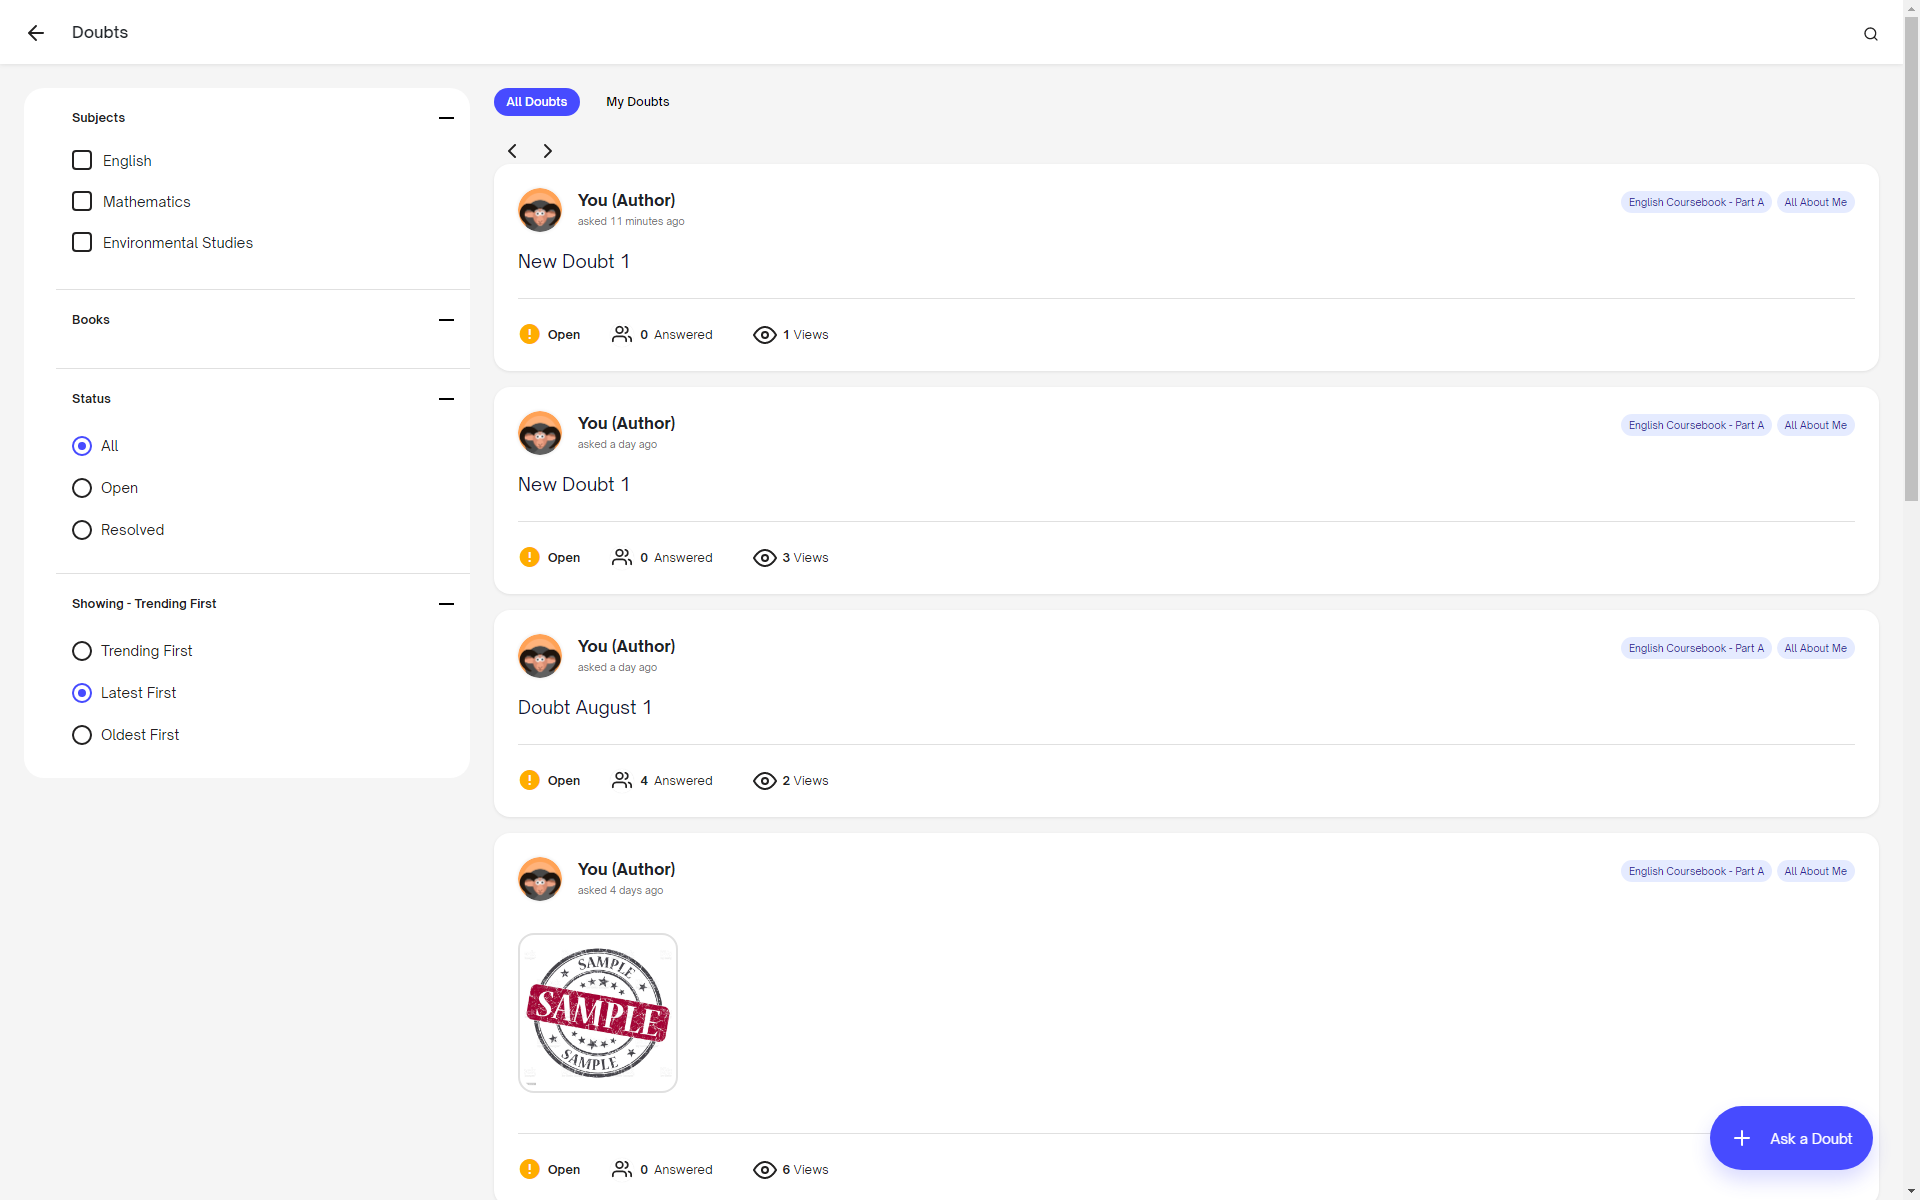 Doubts
Subjects
English
Mathematics
Environmental Studies
Books
Status
All
Open
Resolved
Showing - Trending First
Trending First
Latest First
Oldest First
All Doubts My Doubts
You (Author)
asked 11 minutes ago
English Coursebook - Part A All About Me
New Doubt 1
Open 0 Answered 1 Views
You (Author)
asked a day ago
English Coursebook - Part A All About Me
New Doubt 1
Open 0 Answered 3 Views
You (Author)
asked a day ago
English Coursebook - Part A All About Me
Doubt August 1
Open 4 Answered 2 Views
You (Author)
asked 4 days ago
English Coursebook - Part A All About Me
SAMPLE
SAMPLE
SAMPLE
Open 0 Answered 6 Views
Ask a Doubt